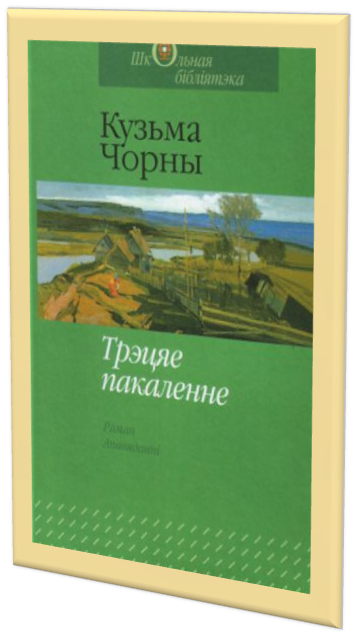 Школьная
бібліятэка
Кузьма
Чорны
Трэцяе
пакаленне
Раман
Апавяданні